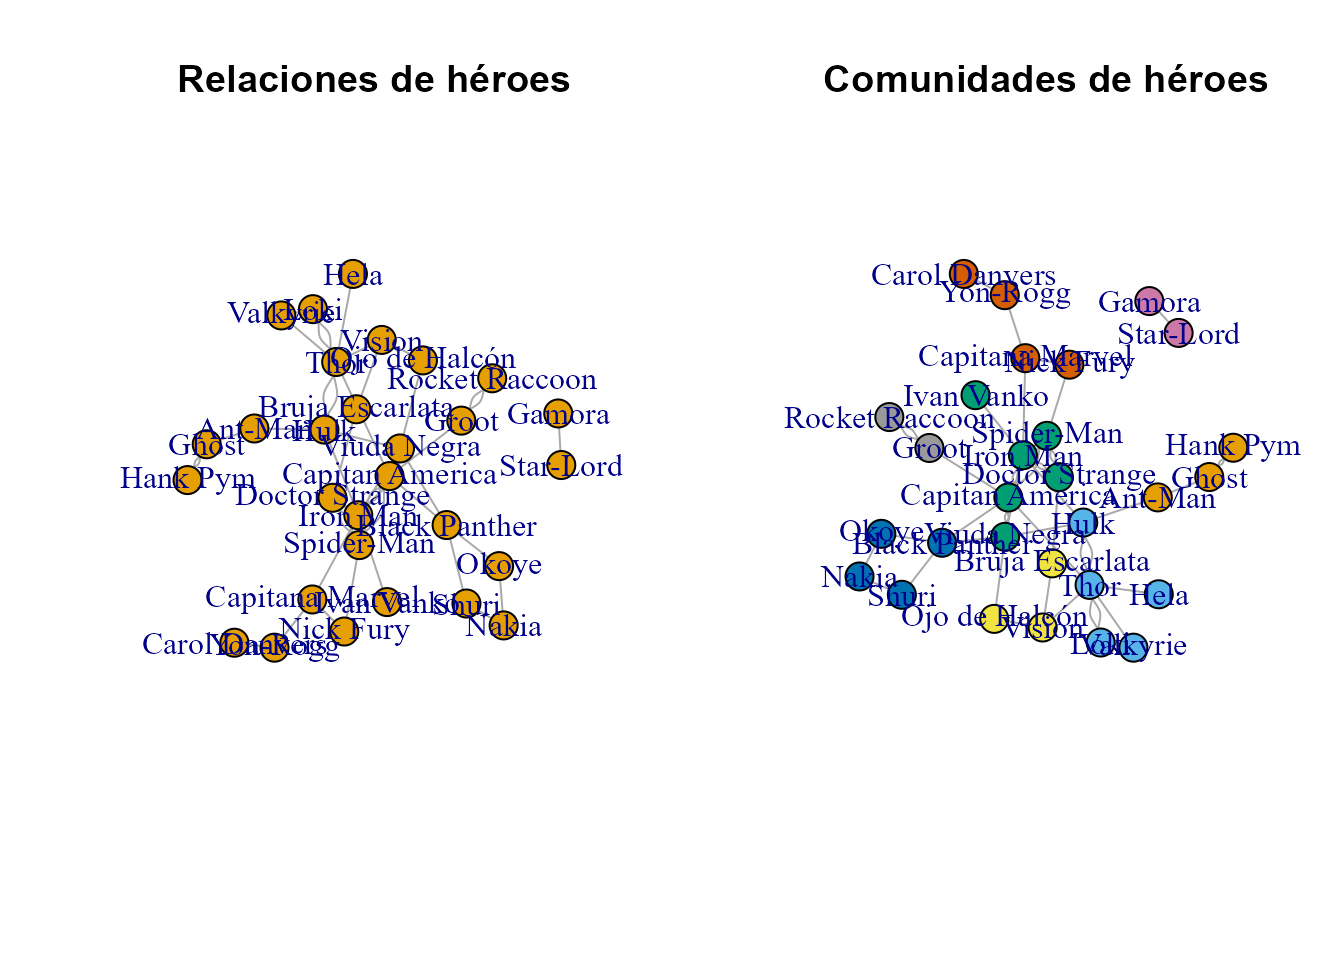 Relaciones de héroes
Hela
Valkyrie
Loki
Vision
Thor
Ojo de Halcón
Rocket Raccoon
Bruja Escarlata
Gamora
Groot
Ant-Man
Hulk
Ghost
Viuda Negra
Star-Lord
Capitan America
Hank Pym
Doctor Strange
Iron Man
Black Panther
Spider-Man
Okoye
Capitana Marvel
Ivan Vanko
Shuri
Nakia
Nick Fury
Carol Danvers
Yon-Rogg
Comunidades de héroes
Carol Danvers
Yon-Rogg
Gamora
Star-Lord
Capitana Marvel
Nick Fury
Ivan Vanko
Rocket Raccoon
Spider-Man
Groot
Hank Pym
Iron Man
Doctor Strange
Ghost
Capitan America
Ant-Man
Hulk
Okoye
Viuda Negra
Black Panther
Bruja Escarlata
Nakia
Thor
Shuri
Hela
Ojo de Halcón
Vision
Loki
Valkyrie